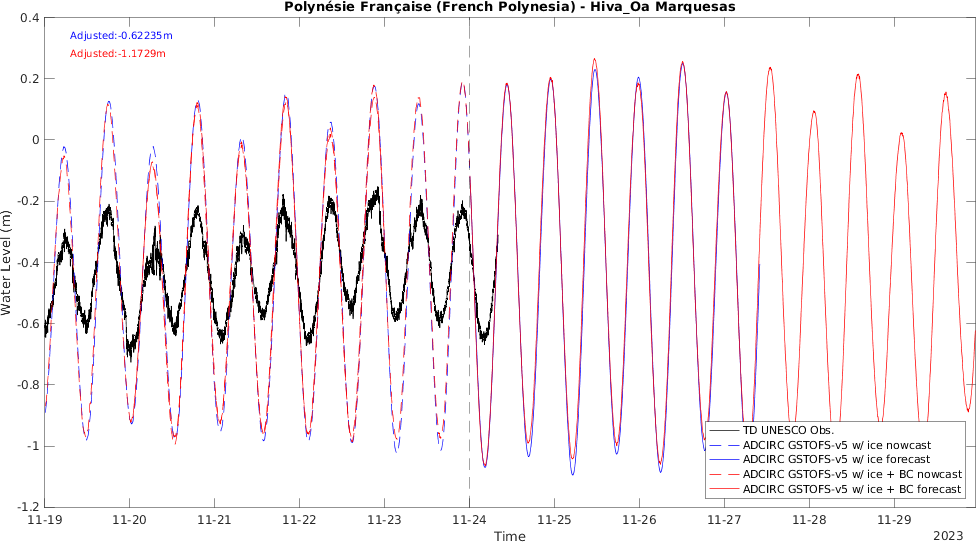 Polynésie Française (French Polynesia) - Hiva_Oa Marquesas
Adjusted:-0.62235m
Adjusted:-1.1729m
Water Level (m)
0.4
0.2
0
-0.2
-0.4
-0.6
-0.8
-1
-1.2
TD UNESCO Obs.
ADCIRC GSTOFS-v5 w/ ice nowcast
ADCIRC GSTOFS-v5 w/ ice forecast
ADCIRC GSTOFS-v5 w/ ice + BC nowcast
ADCIRC GSTOFS-v5 w/ ice + BC forecast
11-19 11-20 11-21 11-22 11-23 11-24 11-25 11-26 11-27 11-28 11-29
Time
2023